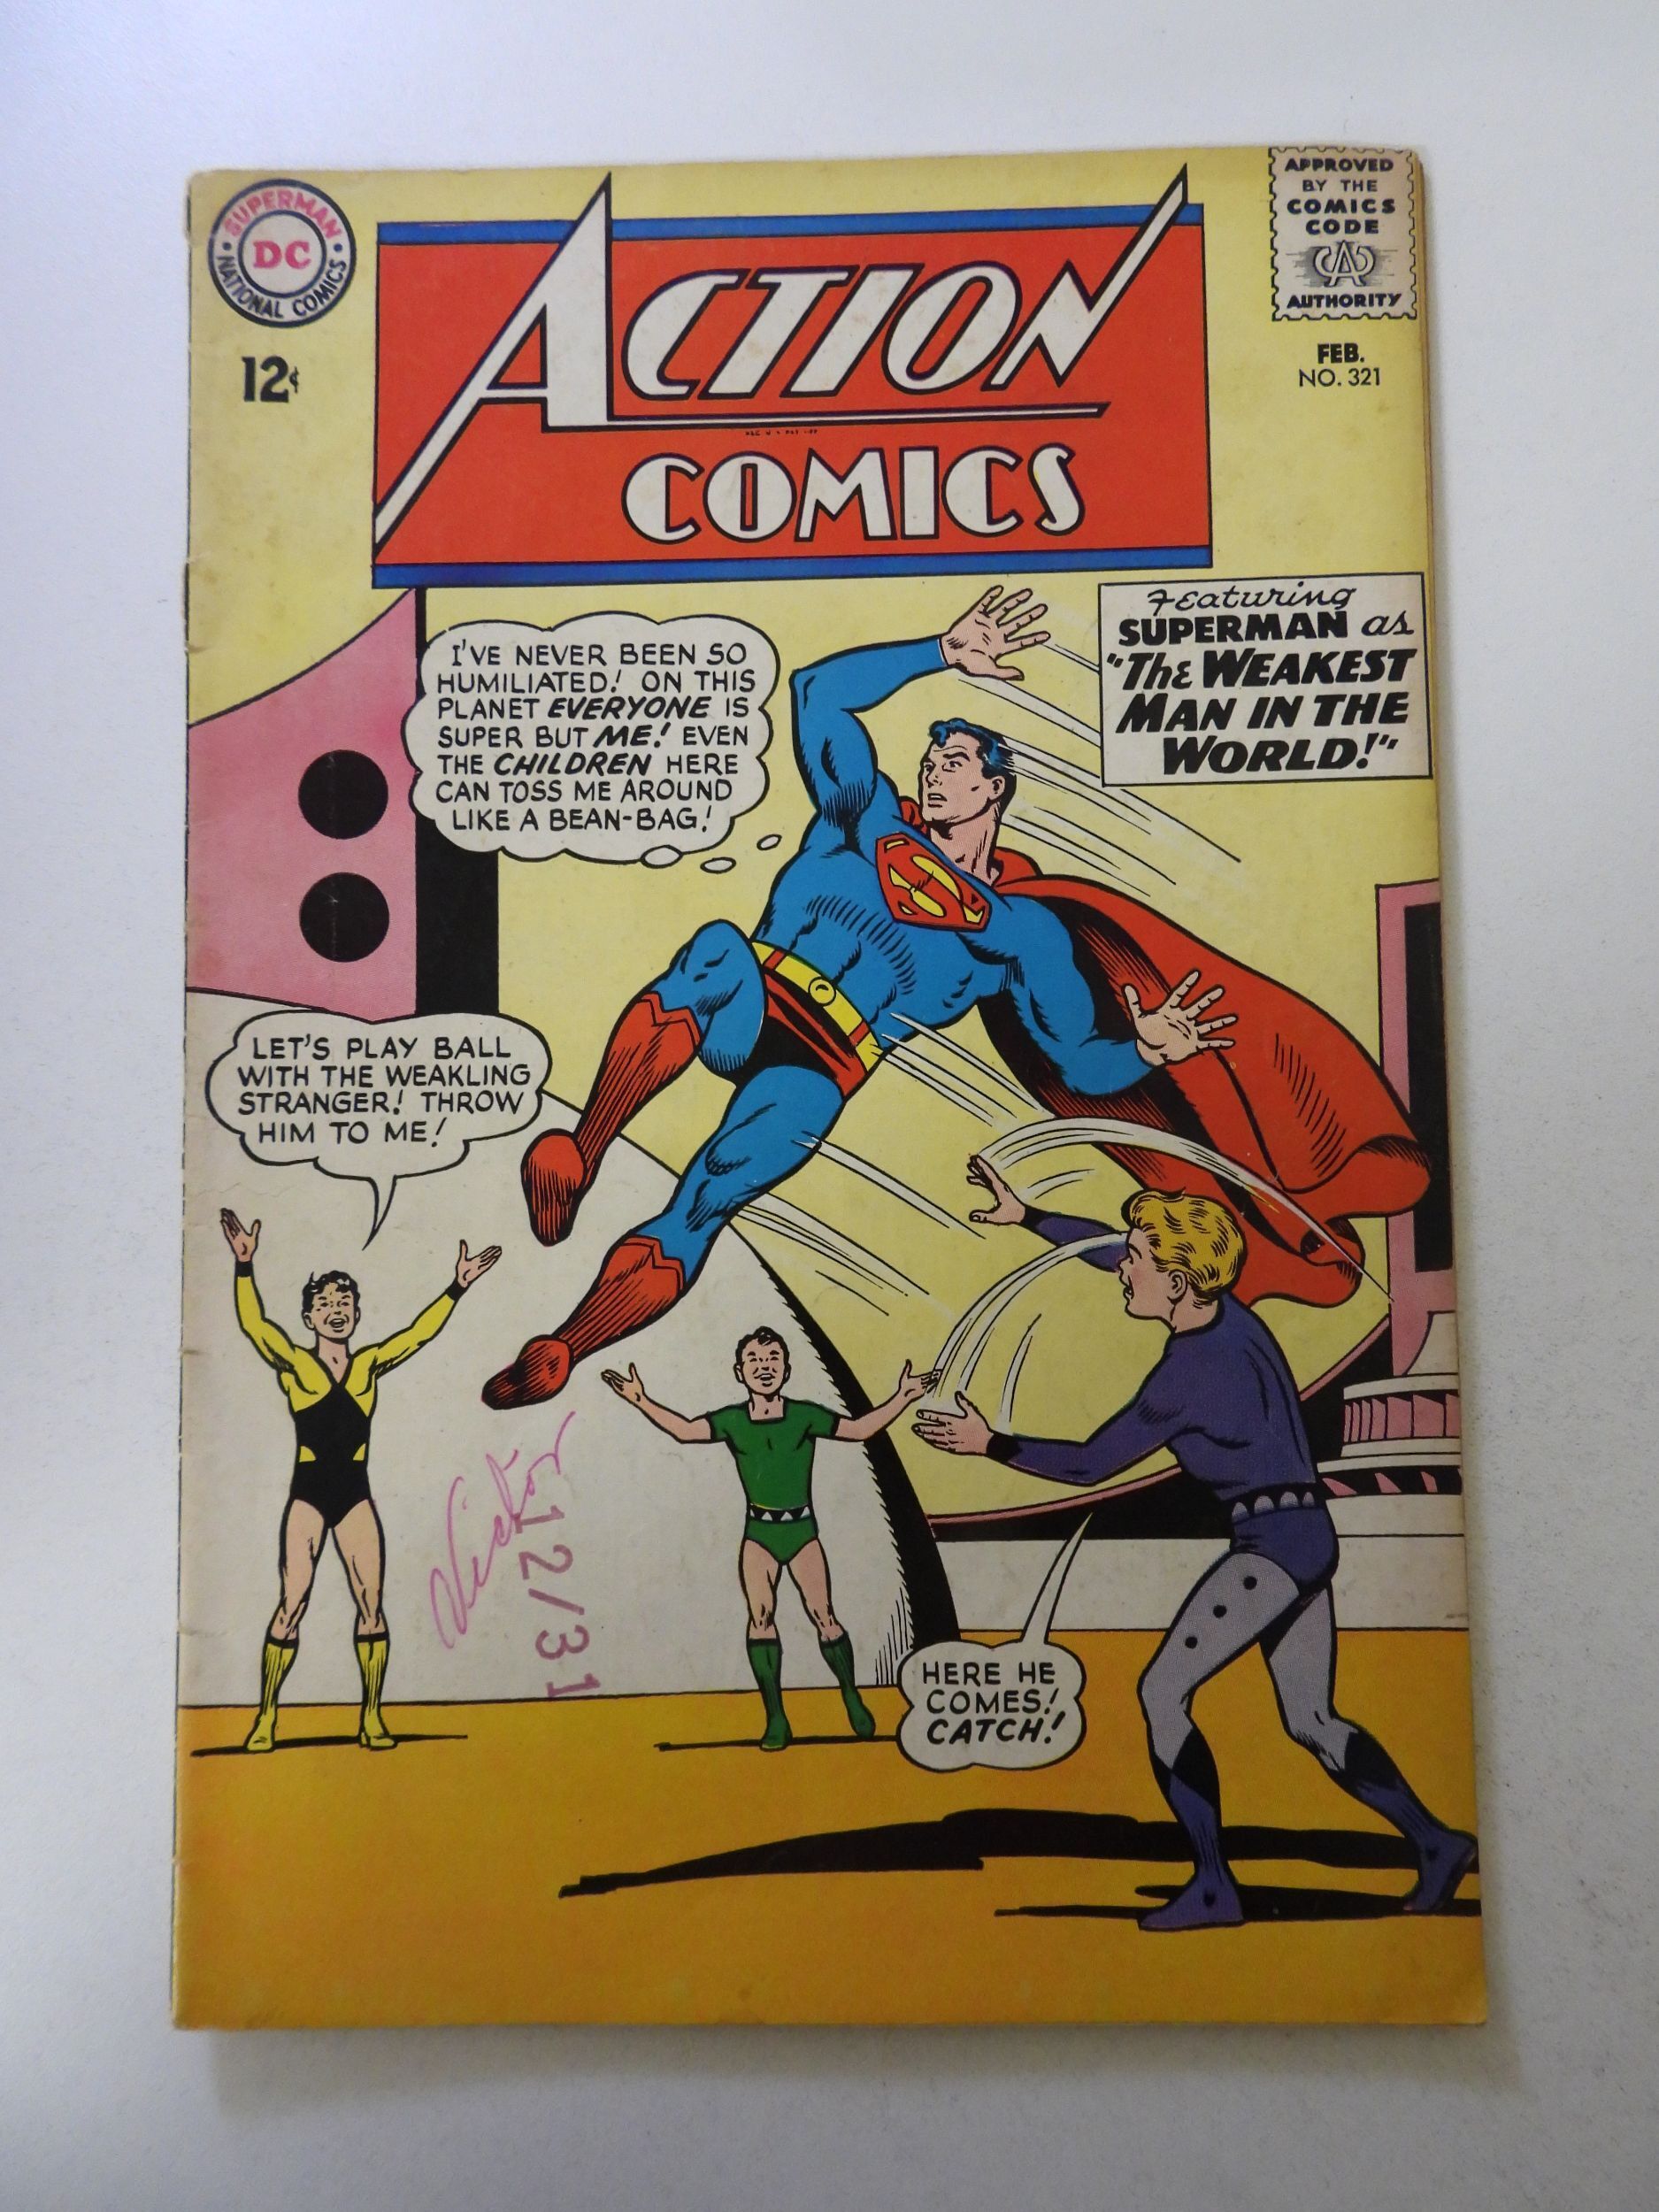 SUPERMAN
DC
NATIONAL COMICS
ACTION
COMICS
APPROVED
BY THE
COMICS
CODE
CA
AUTHORITY
12¢
FEB.
NO. 321
Featuring
SUPERMAN as
"The WEAKEST
MAN IN THE
WORLD!"
I'VE NEVER BEEN SO
HUMILIATED! ON THIS
PLANET EVERYONE IS
SUPER BUT ME! EVEN
THE CHILDREN HERE
CAN TOSS ME AROUND
LIKE A BEAN-BAG!
LET'S PLAY BALL
WITH THE WEAKLING
STRANGER! THROW
HIM TO ME!
Victor
12/31
HERE HE
COMES!
CATCH!